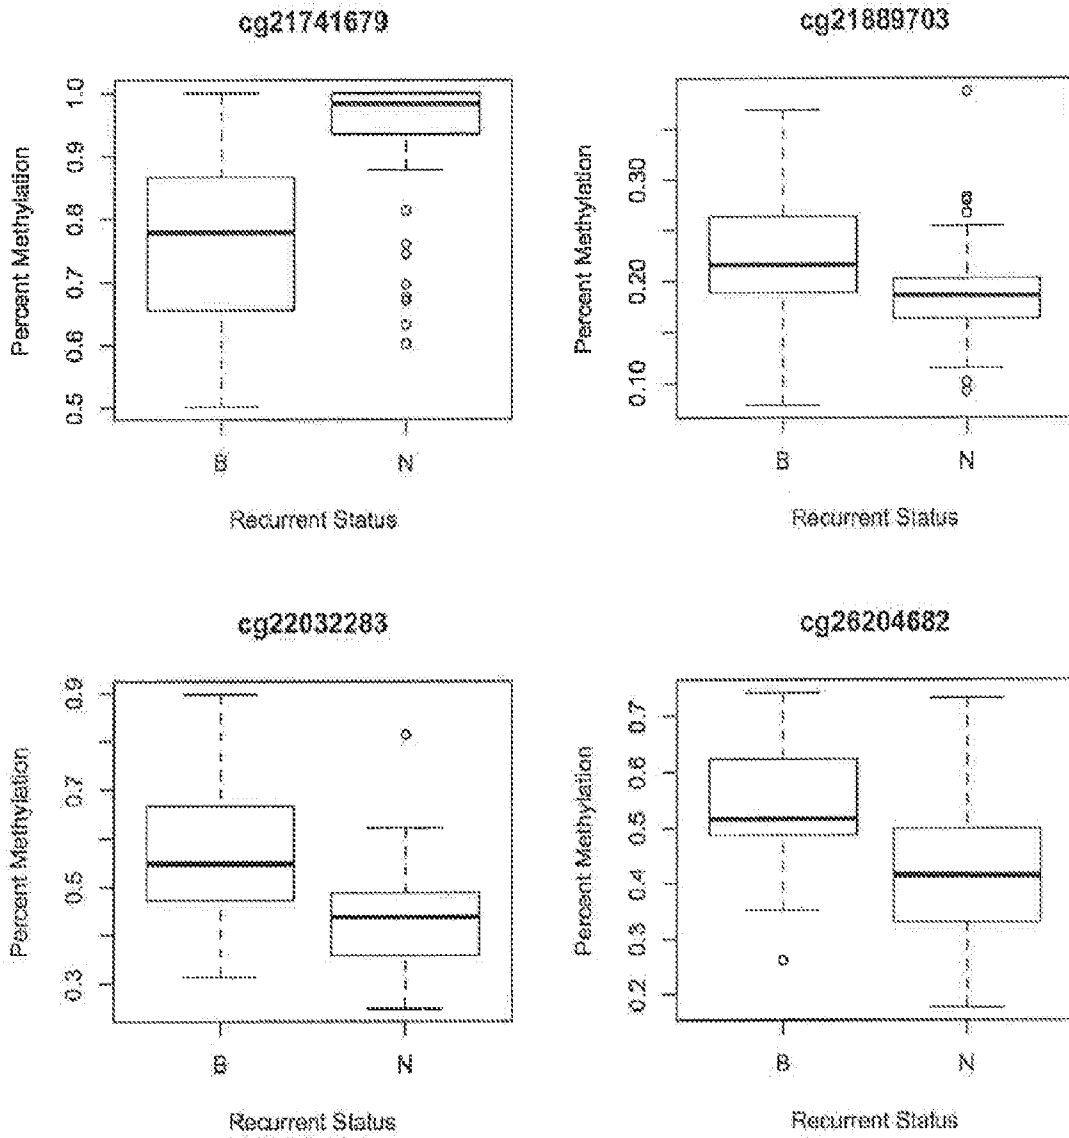 cg21741679
Percent Methylation
1.0
0.9
0.8
0.7
0.6
0.5
B
N
Recurrent Status
cg21889703
Percent Methylation
0.30
0.20
0.10
B
N
Recurrent Status
cg22032283
Percent Methylation
0.9
0.7
0.5
0.3
B
N
Recurrent Status
cg26204682
Percent Methylation
0.7
0.6
0.5
0.4
0.3
0.2
B
N
Recurrent Status